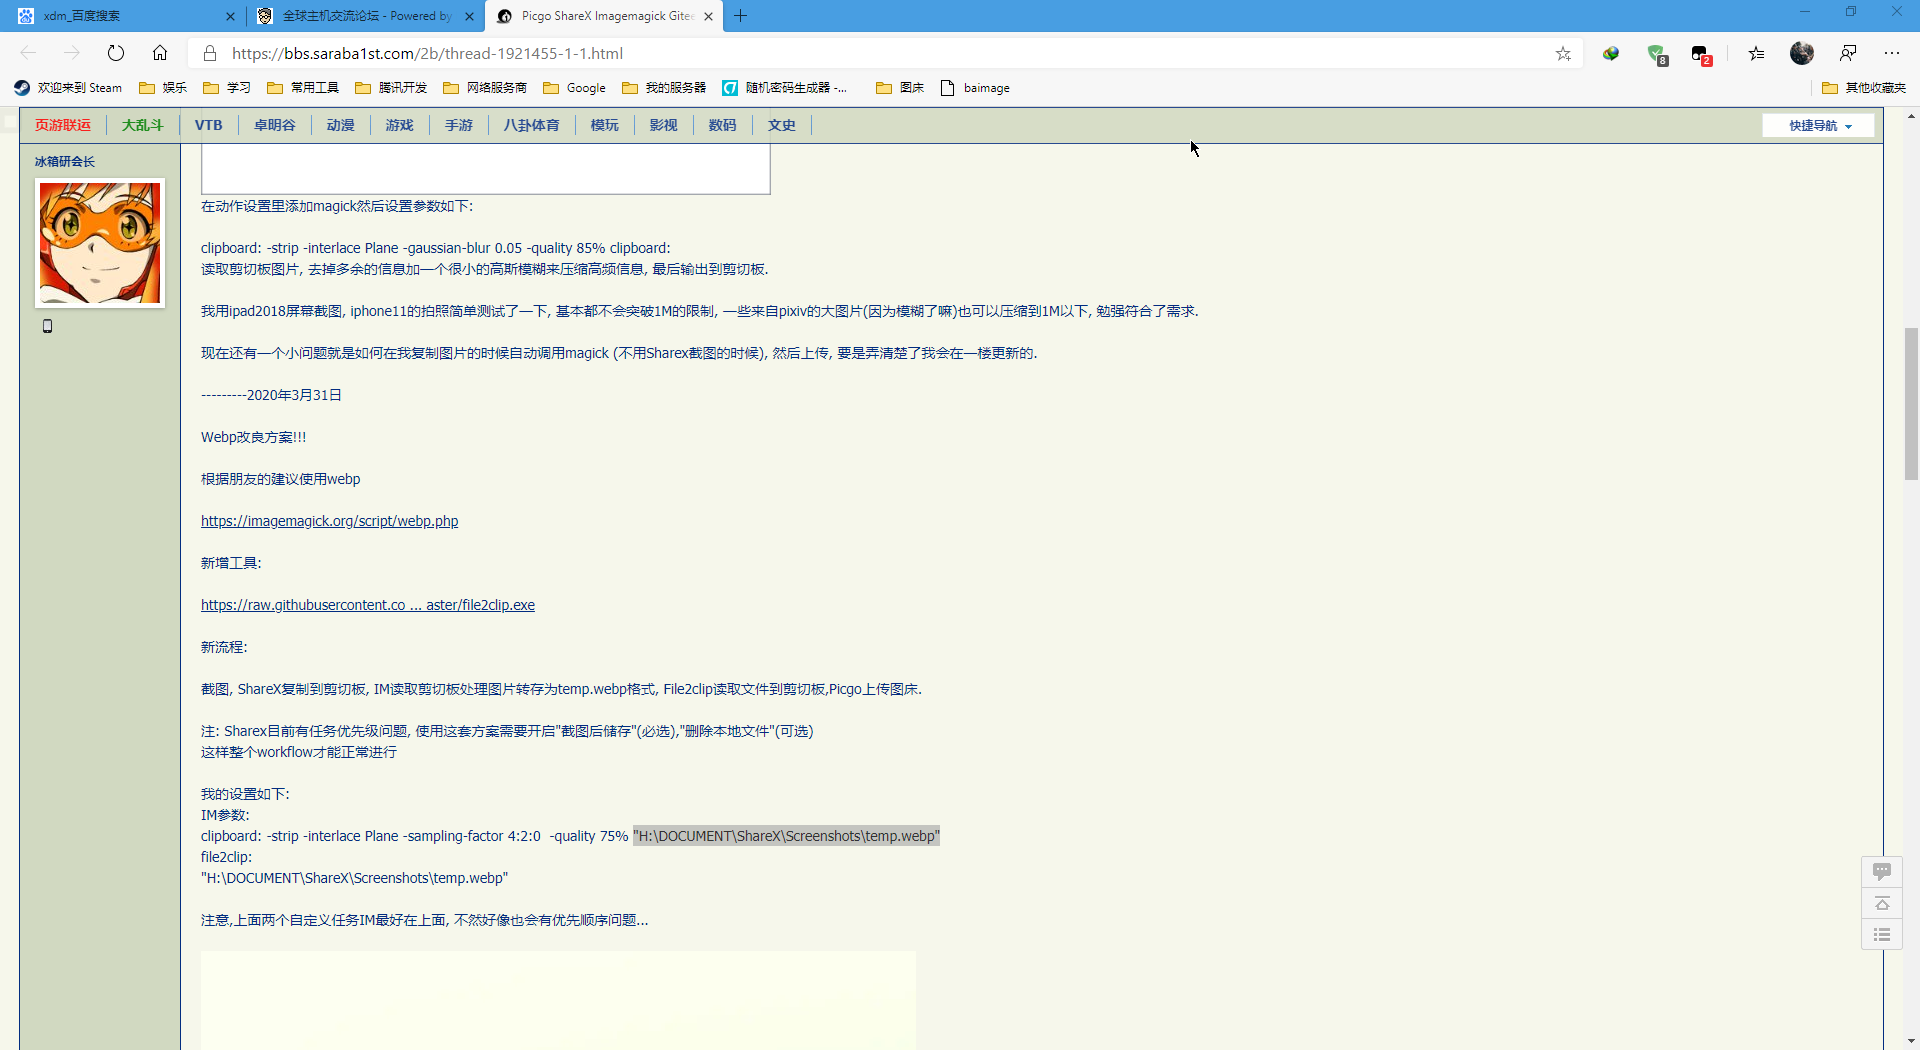 xdm_百度搜索
全球主机交流论坛 - Powered by
Picgo ShareX Imagemagick Gitee
https://bbs.saraba1st.com/2b/thread-1921455-1-1.html
8
2
欢迎来到 Steam
娱乐
学习
常用工具
腾讯开发
网络服务商
Google
我的服务器
随机密码生成器 -...
图床
baimage
其他收藏夹
页游联运
大乱斗
VTB
卓明谷
动漫
游戏
手游
八卦体育
模玩
影视
数码
文史
快捷导航
冰箱研会长
在动作设置里添加magick然后设置参数如下:
clipboard: -strip -interlace Plane -gaussian-blur 0.05 -quality 85% clipboard:
读取剪切板图片, 去掉多余的信息加一个很小的高斯模糊来压缩高频信息, 最后输出到剪切板.
我用ipad2018屏幕截图, iphone11的拍照简单测试了一下, 基本都不会突破1M的限制, 一些来自pixiv的大图片(因为模糊了嘛)也可以压缩到1M以下, 勉强符合了需求.
现在还有一个小问题就是如何在我复制图片的时候自动调用magick (不用Sharex截图的时候), 然后上传, 要是弄清楚了我会在一楼更新的.
---------2020年3月31日
Webp改良方案!!!
根据朋友的建议使用webp
https://imagemagick.org/script/webp.php
新增工具:
https://raw.githubusercontent.co ... aster/file2clip.exe
新流程:
截图, ShareX复制到剪切板, IM读取剪切板处理图片转存为temp.webp格式, File2clip读取文件到剪切板,Picgo上传图床.
注: Sharex目前有任务优先级问题, 使用这套方案需要开启"截图后储存"(必选),"删除本地文件"(可选)
这样整个workflow才能正常进行
我的设置如下:
IM参数:
clipboard: -strip -interlace Plane -sampling-factor 4:2:0  -quality 75% "H:\DOCUMENT\ShareX\Screenshots\temp.webp"
file2clip:
"H:\DOCUMENT\ShareX\Screenshots\temp.webp"
注意,上面两个自定义任务IM最好在上面, 不然好像也会有优先顺序问题...